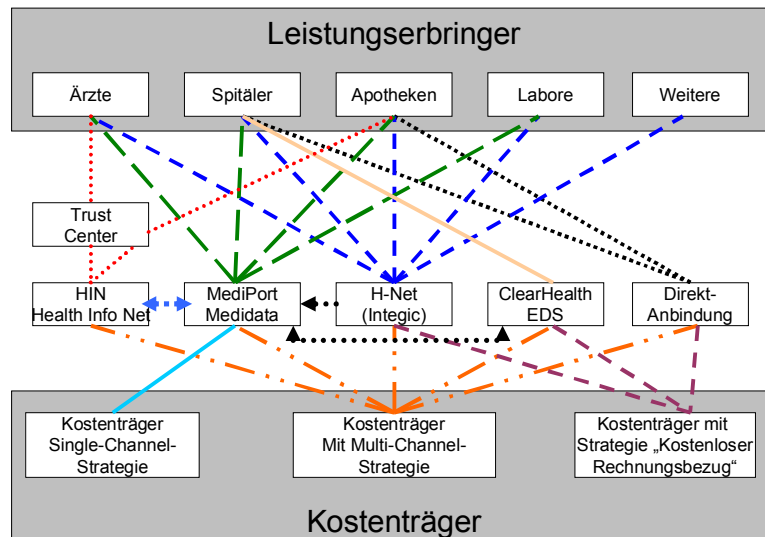 Leistungserbringer
Ärzte
Spitäler
Apotheken
Labore
Weitere
Trust
Center
HIN
Health Info Net
MediPort
Medidata
H-Net
(Integic)
ClearHealth
EDS
Direkt-
Anbindung
Kostenträger
Single-Channel-
Strategie
Kostenträger
Mit Multi-Channel-
Strategie
Kostenträger mit
Strategie „Kostenloser
Rechnungsbezug“
Kostenträger